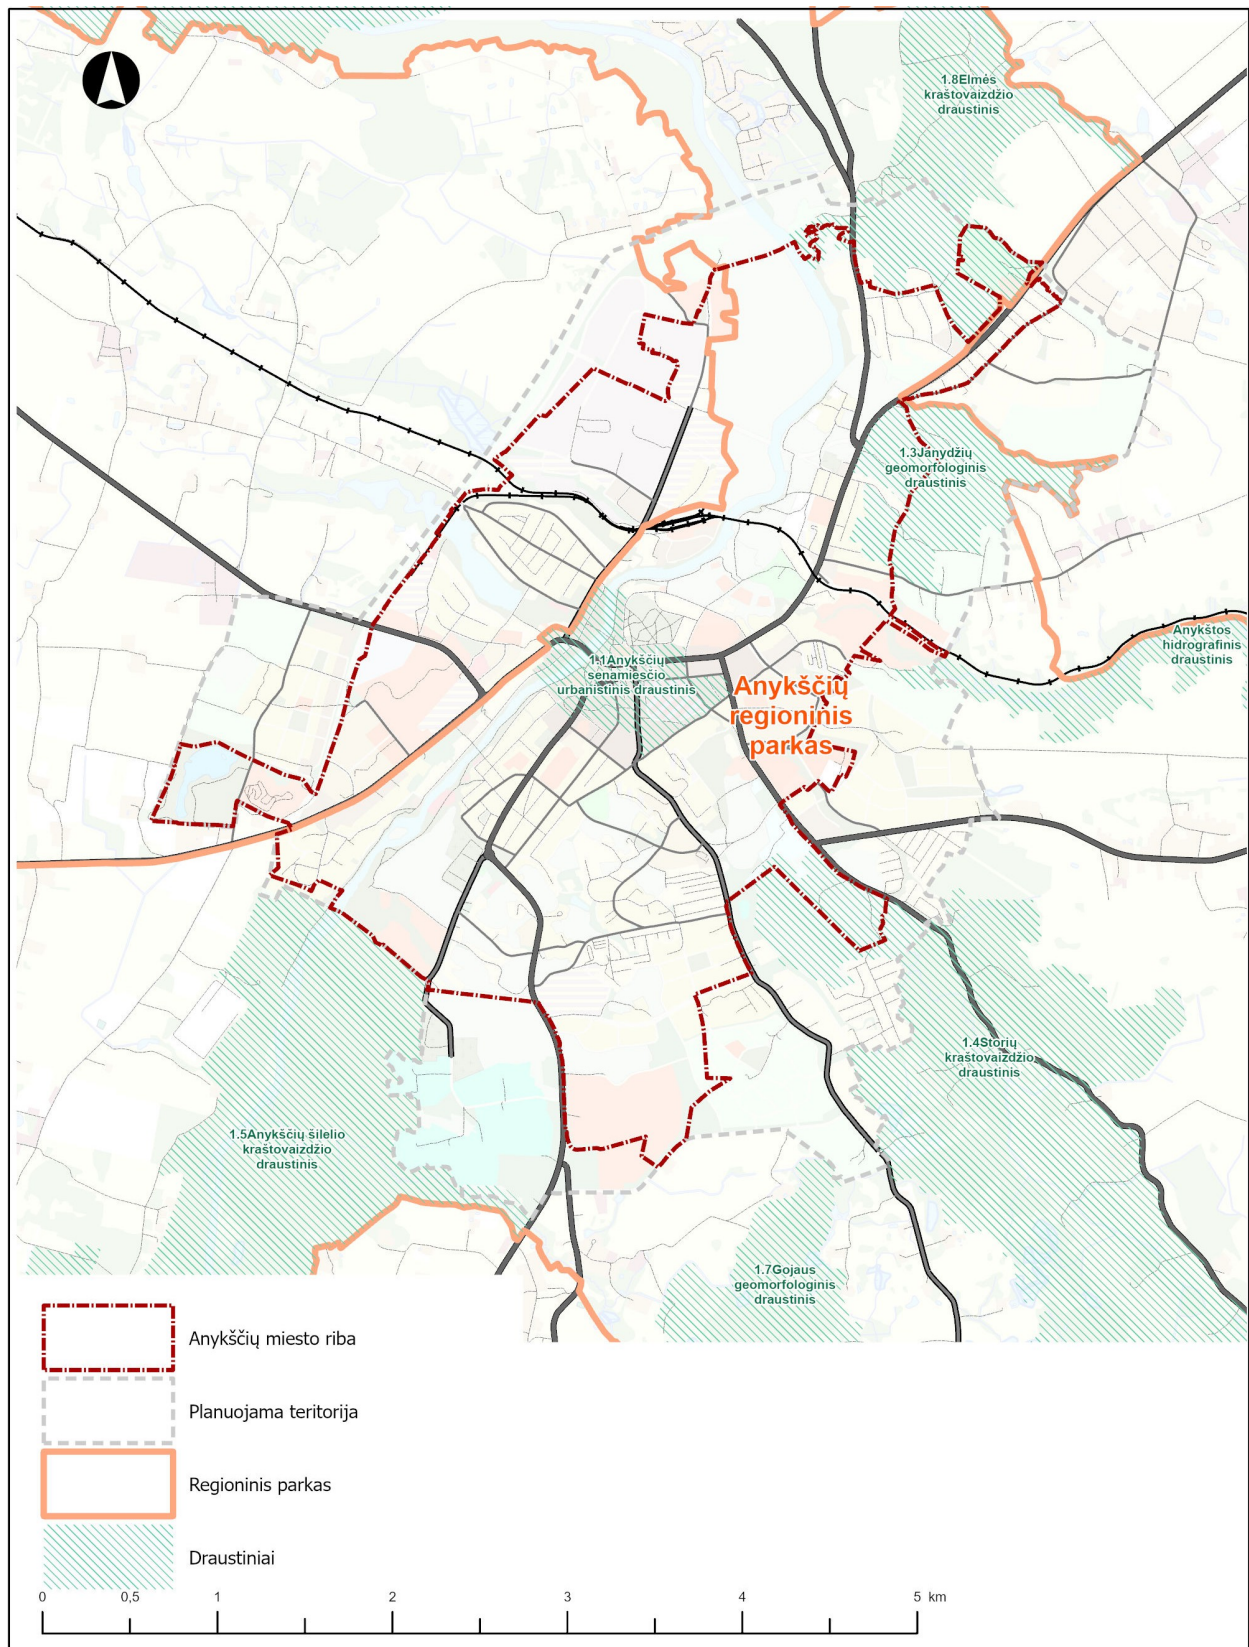 1.8Elmės
kraštovaizdžio
draustinis
1.3Janydžių
geomorfologinis
draustinis
Anykštos
hidrografinis
draustinis
1.1Anykščių
senamiesčio
urbanistinis draustinis
Anykščių
regioninis
parkas
1.4Storių
kraštovaizdžio
draustinis
1.5Anykščių šilelio
kraštovaizdžio
draustinis
1.7Gojaus
geomorfologinis
draustinis
Anykščių miesto riba
Planuojama teritorija
Regioninis parkas
Draustiniai
0 0,5 1 2 3 4 5 km